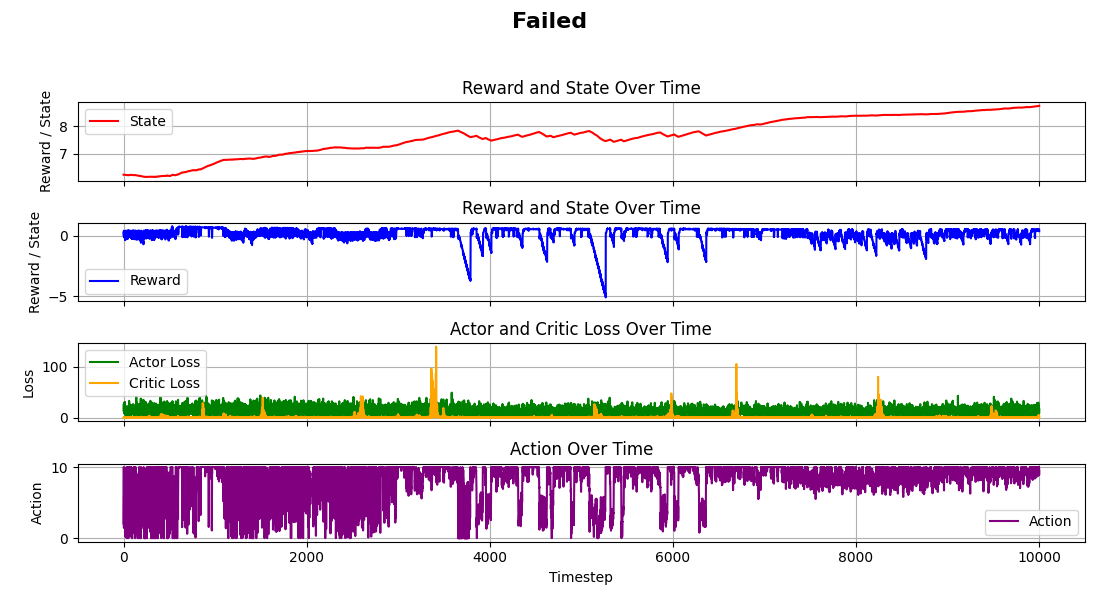 Failed
Reward and State Over Time
Reward / State
8
7
State
Reward and State Over Time
Reward / State
0
−5
Reward
Actor and Critic Loss Over Time
Loss
100
0
Actor Loss
Critic Loss
Action Over Time
Action
10
0
Action
0 2000 4000 6000 8000 10000
Timestep